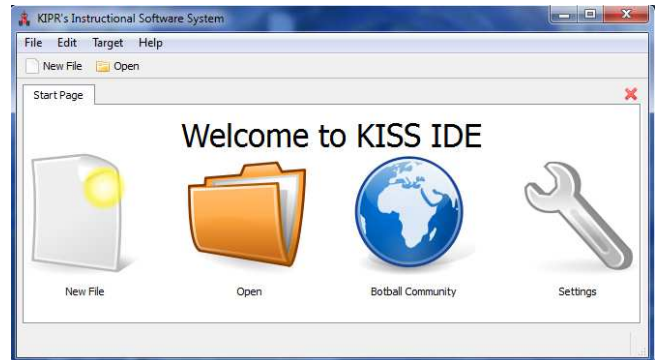 KIPR's Instructional Software System
File Edit Target Help
New File Open
Start Page
Welcome to KISS IDE
New File Open Botball Community Settings